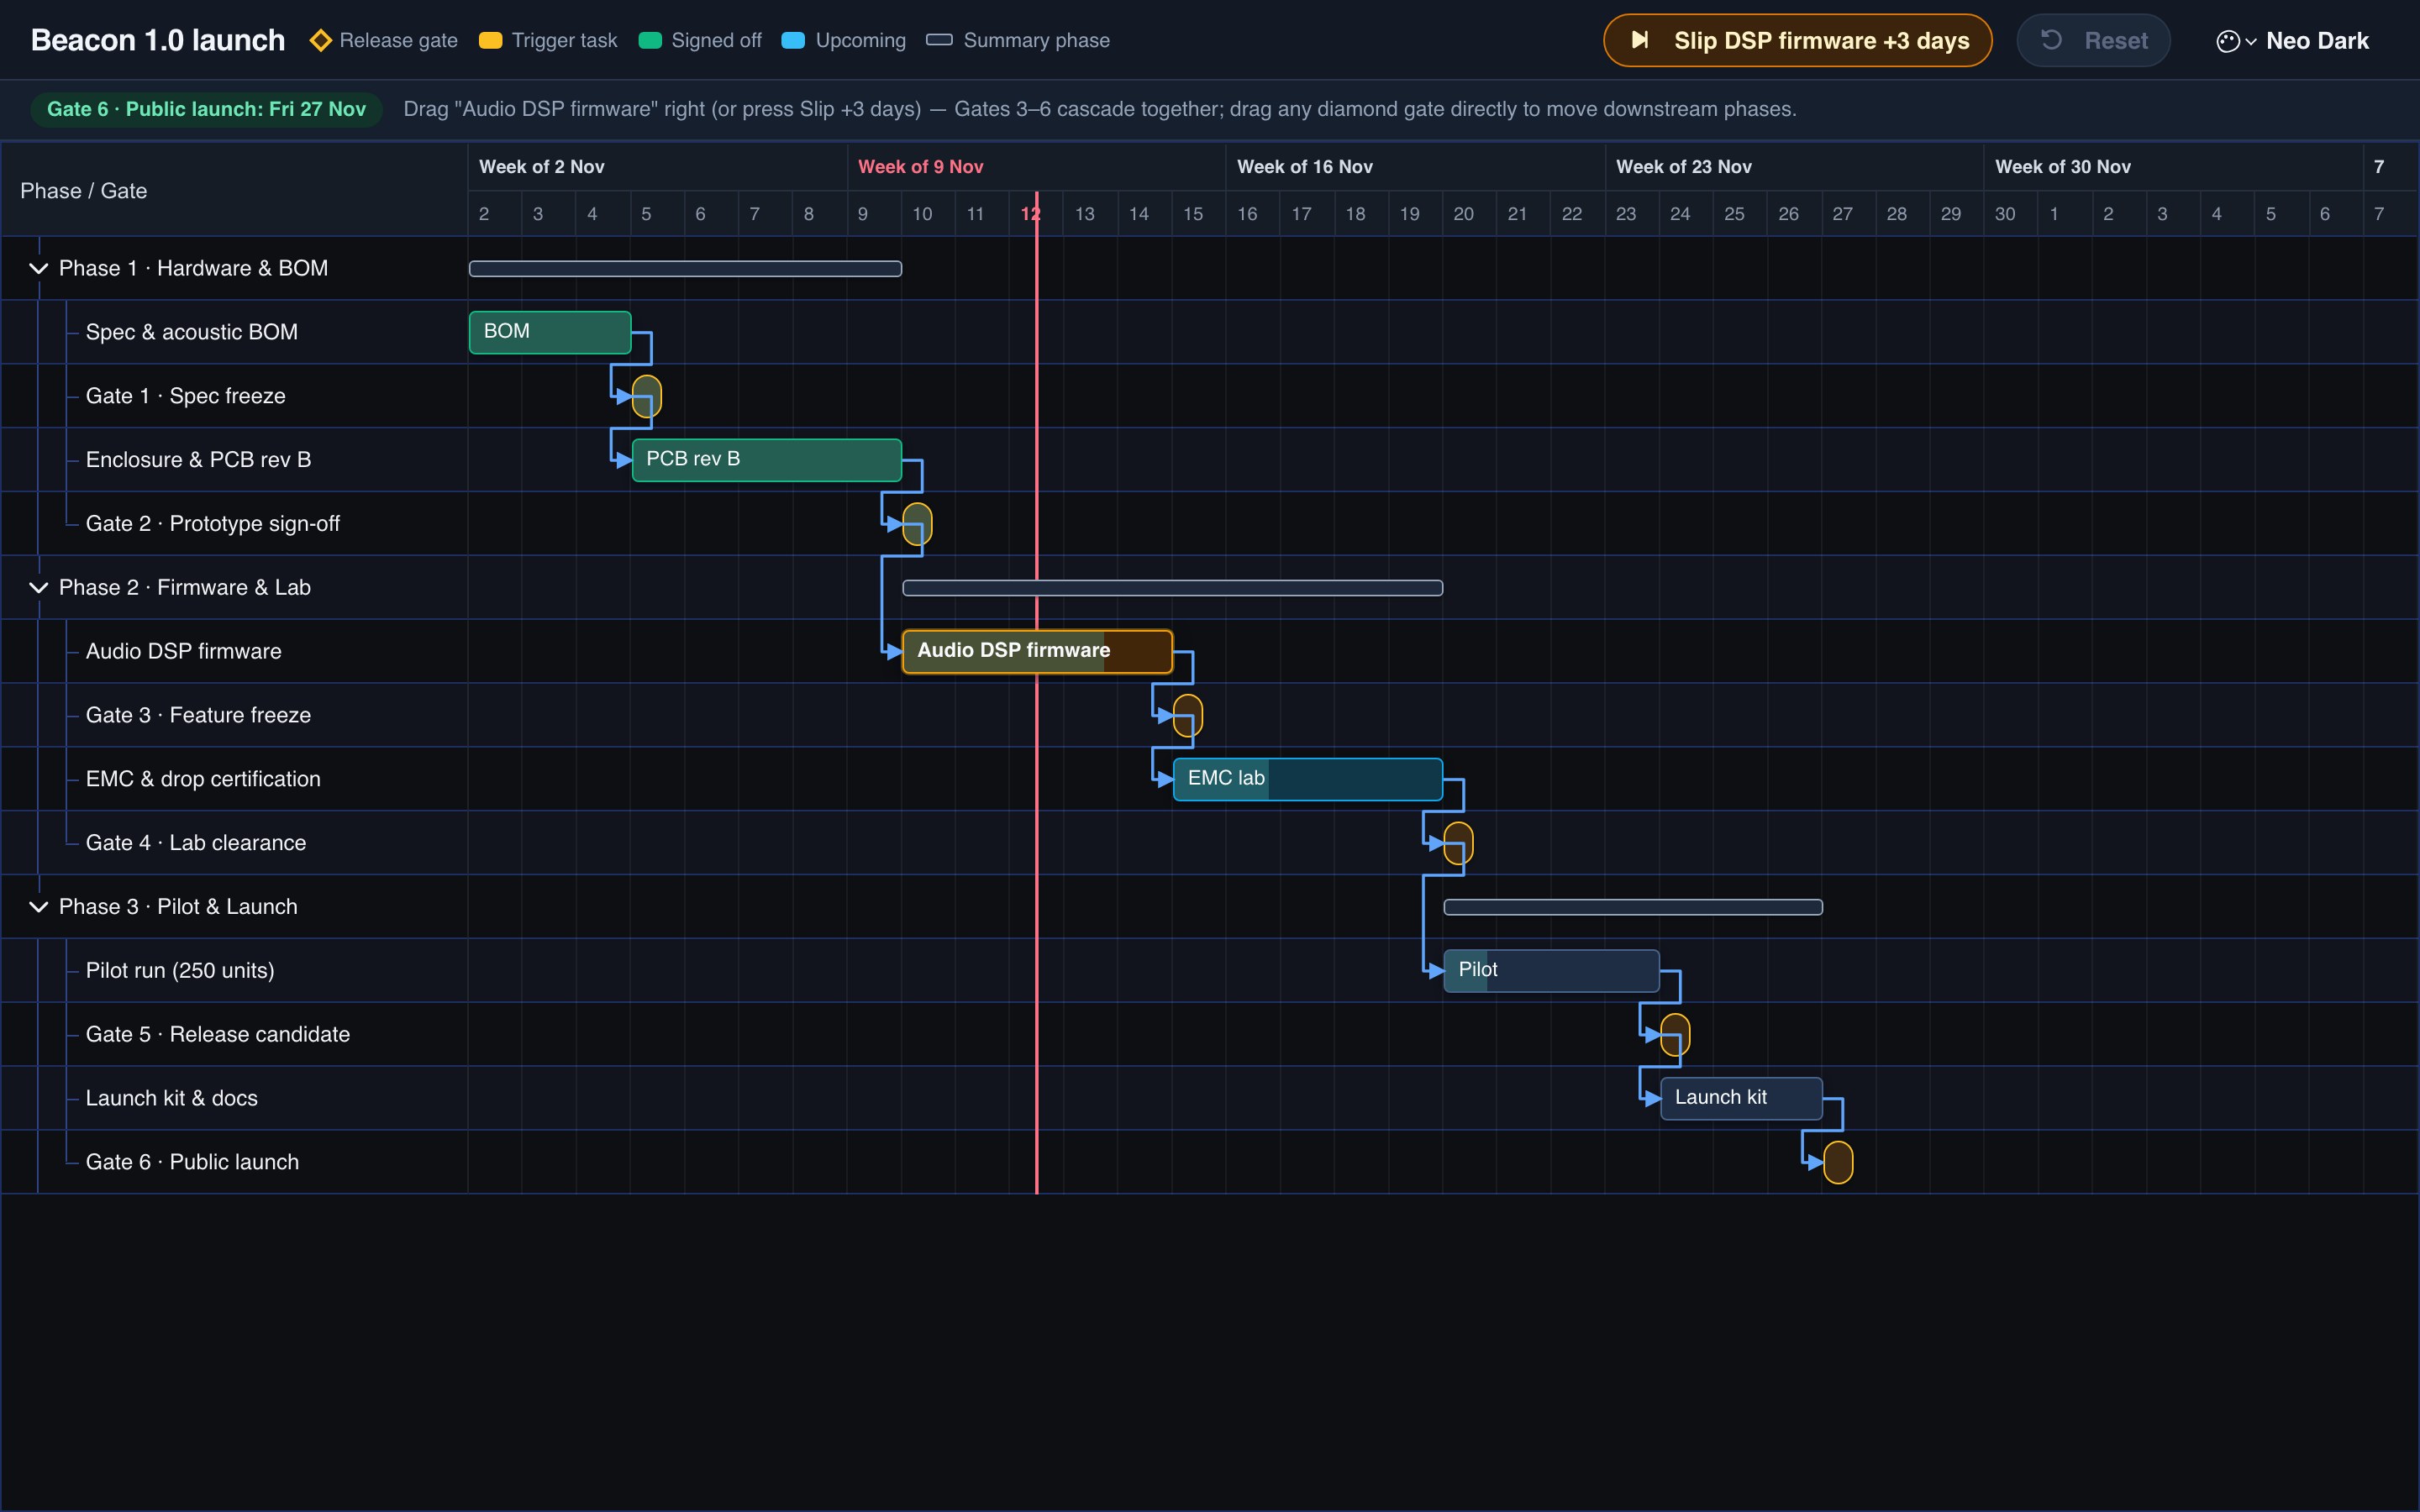 Beacon 1.0 launch
Release gate
Trigger task
Signed off
Upcoming
Summary phase
Slip DSP firmware +3 days
Reset
Neo Dark
Gate 6 · Public launch: Fri 27 Nov
Drag "Audio DSP firmware" right (or press Slip +3 days) — Gates 3–6 cascade together; drag any diamond gate directly to move downstream phases.
Phase / Gate
Week of 2 Nov
Week of 9 Nov
Week of 16 Nov
Week of 23 Nov
Week of 30 Nov
7
2 3 4 5 6 7 8 9 10 11 12 13 14 15 16 17 18 19 20 21 22 23 24 25 26 27 28 29 30 1 2 3 4 5 6 7
Phase 1 · Hardware & BOM
Spec & acoustic BOM
BOM
Gate 1 · Spec freeze
Enclosure & PCB rev B
PCB rev B
Gate 2 · Prototype sign-off
Phase 2 · Firmware & Lab
Audio DSP firmware
Audio DSP firmware
Gate 3 · Feature freeze
EMC & drop certification
EMC lab
Gate 4 · Lab clearance
Phase 3 · Pilot & Launch
Pilot run (250 units)
Pilot
Gate 5 · Release candidate
Launch kit & docs
Launch kit
Gate 6 · Public launch